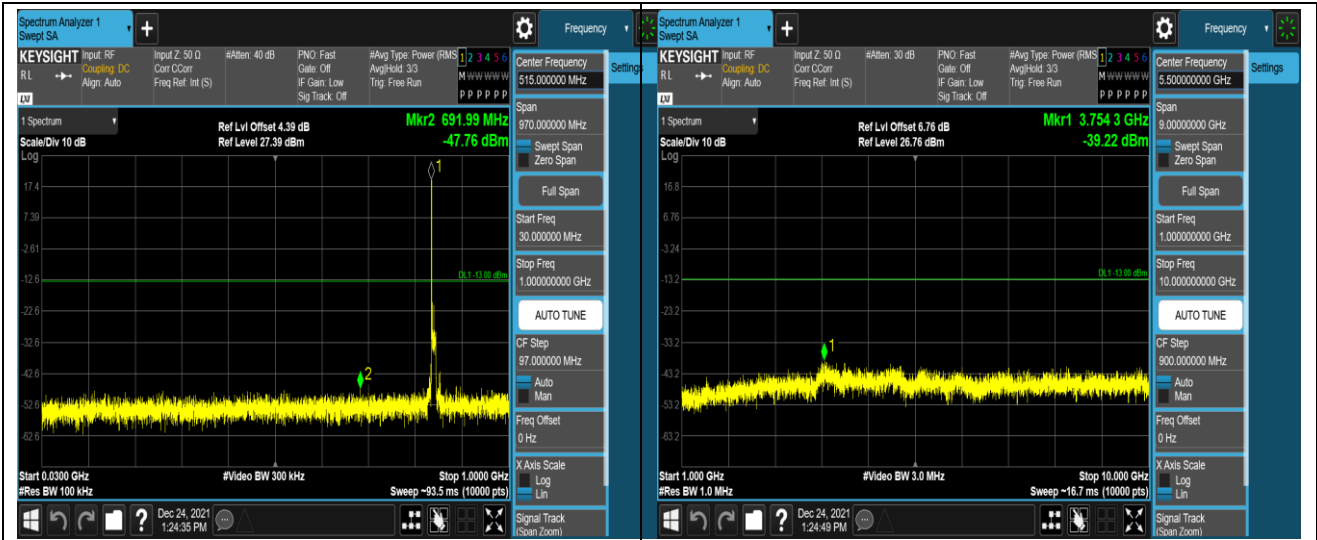 Spectrum Analyzer 1
Swept SA
+
Frequency
KEYSIGHT
RL
LXI
Input: RF
Coupling: DC
Align: Auto
Input Z: 50 Ω
Corr CCorr
Freq Ref: Int (S)
#Atten: 40 dB
PNO: Fast
Gate: Off
IF Gain: Low
Sig Track: Off
#Avg Type: Power (RMS
Avg|Hold: 3/3
Trig: Free Run
1 2 3 4 5 6
M W W W W W
P P P P P P
1 Spectrum
Scale/Div 10 dB
Log
Ref Lvl Offset 4.39 dB
Ref Level 27.39 dBm
Mkr2 691.99 MHz
-47.76 dBm
1
17.4
7.39
-2.61
DL1 -13.00 dBm
-12.6
-22.6
-32.6
-42.6
2
-52.6
-62.6
Start 0.0300 GHz
#Res BW 100 kHz
#Video BW 300 kHz
Stop 1.0000 GHz
Sweep ~93.5 ms (10000 pts)
Dec 24, 2021
1:24:35 PM
Center Frequency
515.000000 MHz
Settings
Span
970.000000 MHz
Swept Span
Zero Span
Full Span
Start Freq
30.000000 MHz
Stop Freq
1.000000000 GHz
AUTO TUNE
CF Step
97.000000 MHz
Auto
Man
Freq Offset
0 Hz
X Axis Scale
Log
Lin
Signal Track
(Span Zoom)
Spectrum Analyzer 1
Swept SA
+
Frequency
KEYSIGHT
RL
LXI
Input: RF
Coupling: DC
Align: Auto
Input Z: 50 Ω
Corr CCorr
Freq Ref: Int (S)
#Atten: 30 dB
PNO: Fast
Gate: Off
IF Gain: Low
Sig Track: Off
#Avg Type: Power (RMS
Avg|Hold: 3/3
Trig: Free Run
1 2 3 4 5 6
M W W W W W
P P P P P P
1 Spectrum
Scale/Div 10 dB
Log
Ref Lvl Offset 6.76 dB
Ref Level 26.76 dBm
Mkr1 3.754 3 GHz
-39.22 dBm
16.8
6.76
-3.24
DL1 -13.00 dBm
-13.2
-23.2
-33.2
1
-43.2
-53.2
-63.2
Start 1.000 GHz
#Res BW 1.0 MHz
#Video BW 3.0 MHz
Stop 10.000 GHz
Sweep ~16.7 ms (10000 pts)
Dec 24, 2021
1:24:49 PM
Center Frequency
5.500000000 GHz
Settings
Span
9.00000000 GHz
Swept Span
Zero Span
Full Span
Start Freq
1.000000000 GHz
Stop Freq
10.000000000 GHz
AUTO TUNE
CF Step
900.000000 MHz
Auto
Man
Freq Offset
0 Hz
X Axis Scale
Log
Lin
Signal Track
(Span Zoom)